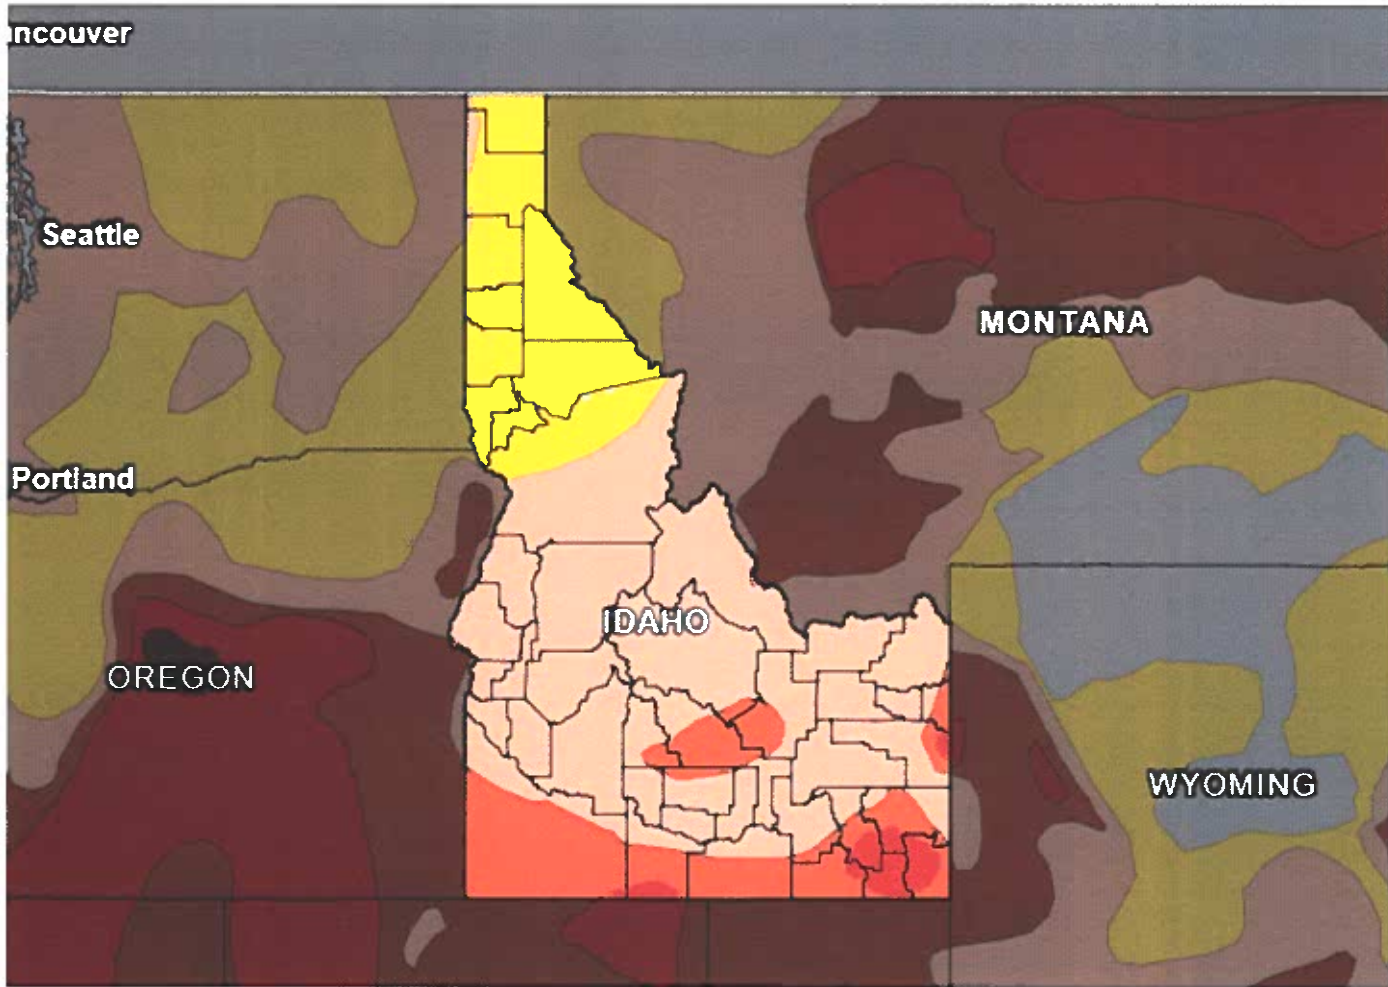 ncouver
Seattle
MONTANA
Portland
IDAHO
OREGON
WYOMING